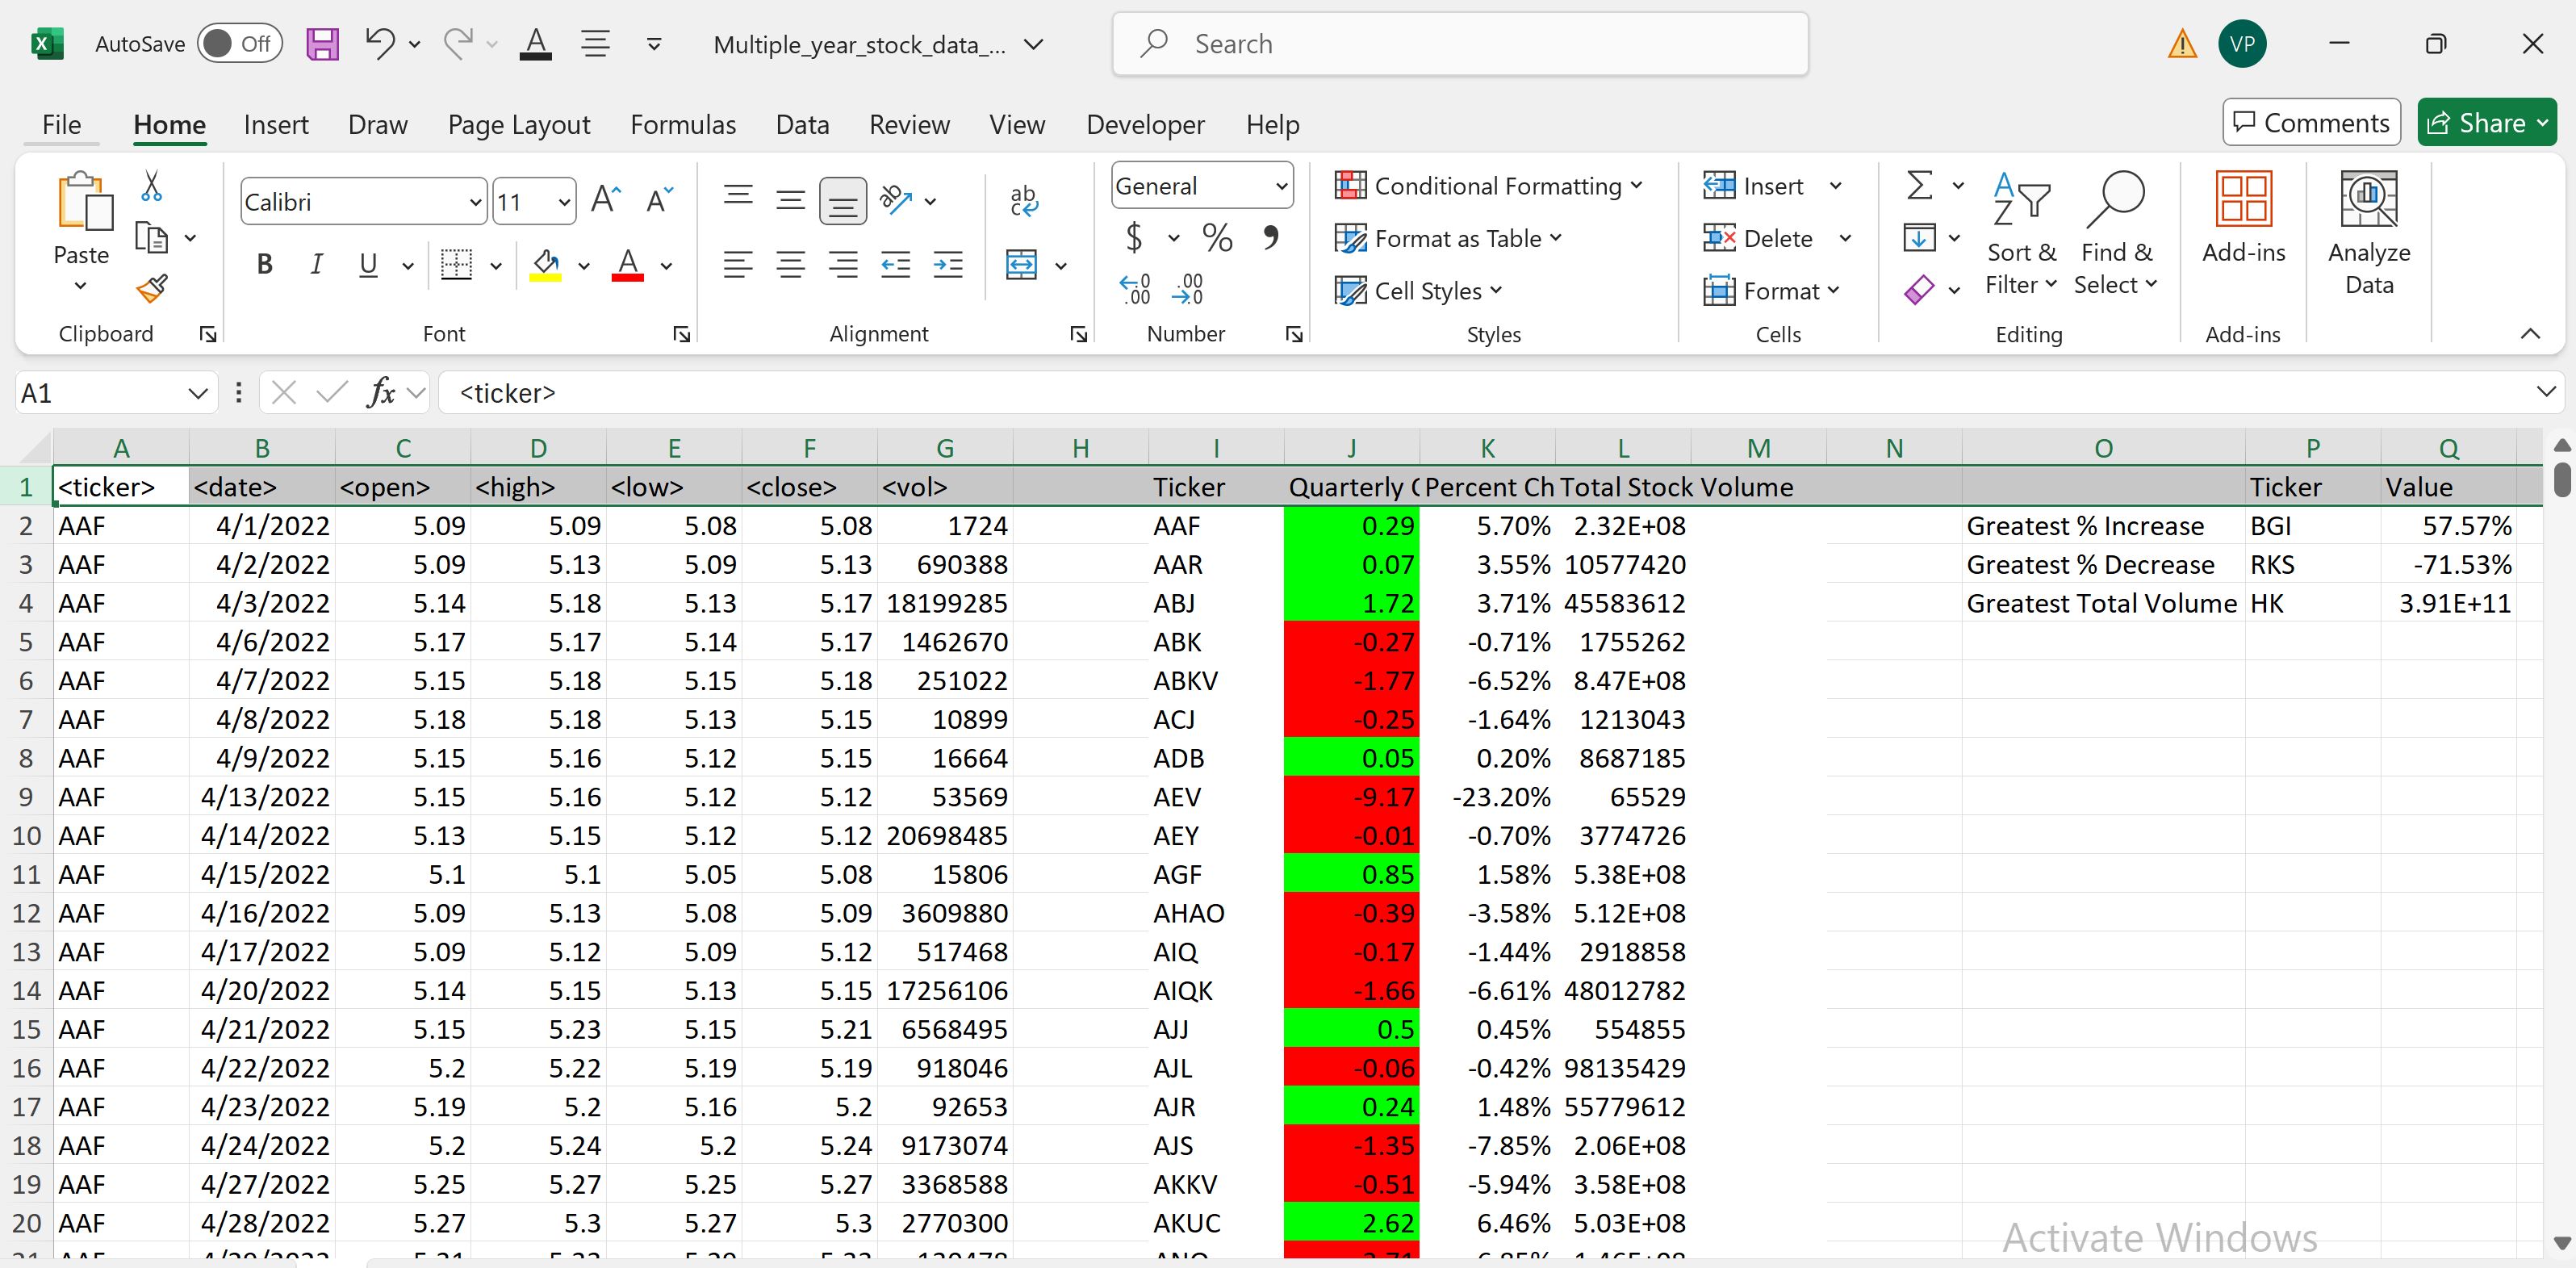 AutoSave Off Multiple_year_stock_data_... Search VP
File Home Insert Draw Page Layout Formulas Data Review View Developer Help Comments Share
Calibri 11 General Conditional Formatting Insert
Paste B I U $ % Format as Table Delete Sort & Filter Find & Select Add-ins Analyze Data
Cell Styles Format
Clipboard Font Alignment Number Styles Cells Editing Add-ins
A1 fx <ticker>
A B C D E F G H I J K L M N O P Q
1 <ticker> <date> <open> <high> <low> <close> <vol> Ticker Quarterly Percent Ch Total Stock Volume Ticker Value
2 AAF 4/1/2022 5.09 5.09 5.08 5.08 1724 AAF 0.29 5.70% 2.32E+08 Greatest % Increase BGI 57.57%
3 AAF 4/2/2022 5.09 5.13 5.09 5.13 690388 AAR 0.07 3.55% 10577420 Greatest % Decrease RKS -71.53%
4 AAF 4/3/2022 5.14 5.18 5.13 5.17 18199285 ABJ 1.72 3.71% 45583612 Greatest Total Volume HK 3.91E+11
5 AAF 4/6/2022 5.17 5.17 5.14 5.17 1462670 ABK -0.27 -0.71% 1755262
6 AAF 4/7/2022 5.15 5.18 5.15 5.18 251022 ABKV -1.77 -6.52% 8.47E+08
7 AAF 4/8/2022 5.18 5.18 5.13 5.15 10899 ACJ -0.25 -1.64% 1213043
8 AAF 4/9/2022 5.15 5.16 5.12 5.15 16664 ADB 0.05 0.20% 8687185
9 AAF 4/13/2022 5.15 5.16 5.12 5.12 53569 AEV -9.17 -23.20% 65529
10 AAF 4/14/2022 5.13 5.15 5.12 5.12 20698485 AEY -0.01 -0.70% 3774726
11 AAF 4/15/2022 5.1 5.1 5.05 5.08 15806 AGF 0.85 1.58% 5.38E+08
12 AAF 4/16/2022 5.09 5.13 5.08 5.09 3609880 AHAO -0.39 -3.58% 5.12E+08
13 AAF 4/17/2022 5.09 5.12 5.09 5.12 517468 AIQ -0.17 -1.44% 2918858
14 AAF 4/20/2022 5.14 5.15 5.13 5.15 17256106 AIQK -1.66 -6.61% 48012782
15 AAF 4/21/2022 5.15 5.23 5.15 5.21 6568495 AJJ 0.5 0.45% 554855
16 AAF 4/22/2022 5.2 5.22 5.19 5.19 918046 AJL -0.06 -0.42% 98135429
17 AAF 4/23/2022 5.19 5.2 5.16 5.2 92653 AJR 0.24 1.48% 55779612
18 AAF 4/24/2022 5.2 5.24 5.2 5.24 9173074 AJS -1.35 -7.85% 2.06E+08
19 AAF 4/27/2022 5.25 5.27 5.25 5.27 3368588 AKKV -0.51 -5.94% 3.58E+08
20 AAF 4/28/2022 5.27 5.3 5.27 5.3 2770300 AKUC 2.62 6.46% 5.03E+08
Activate Windows